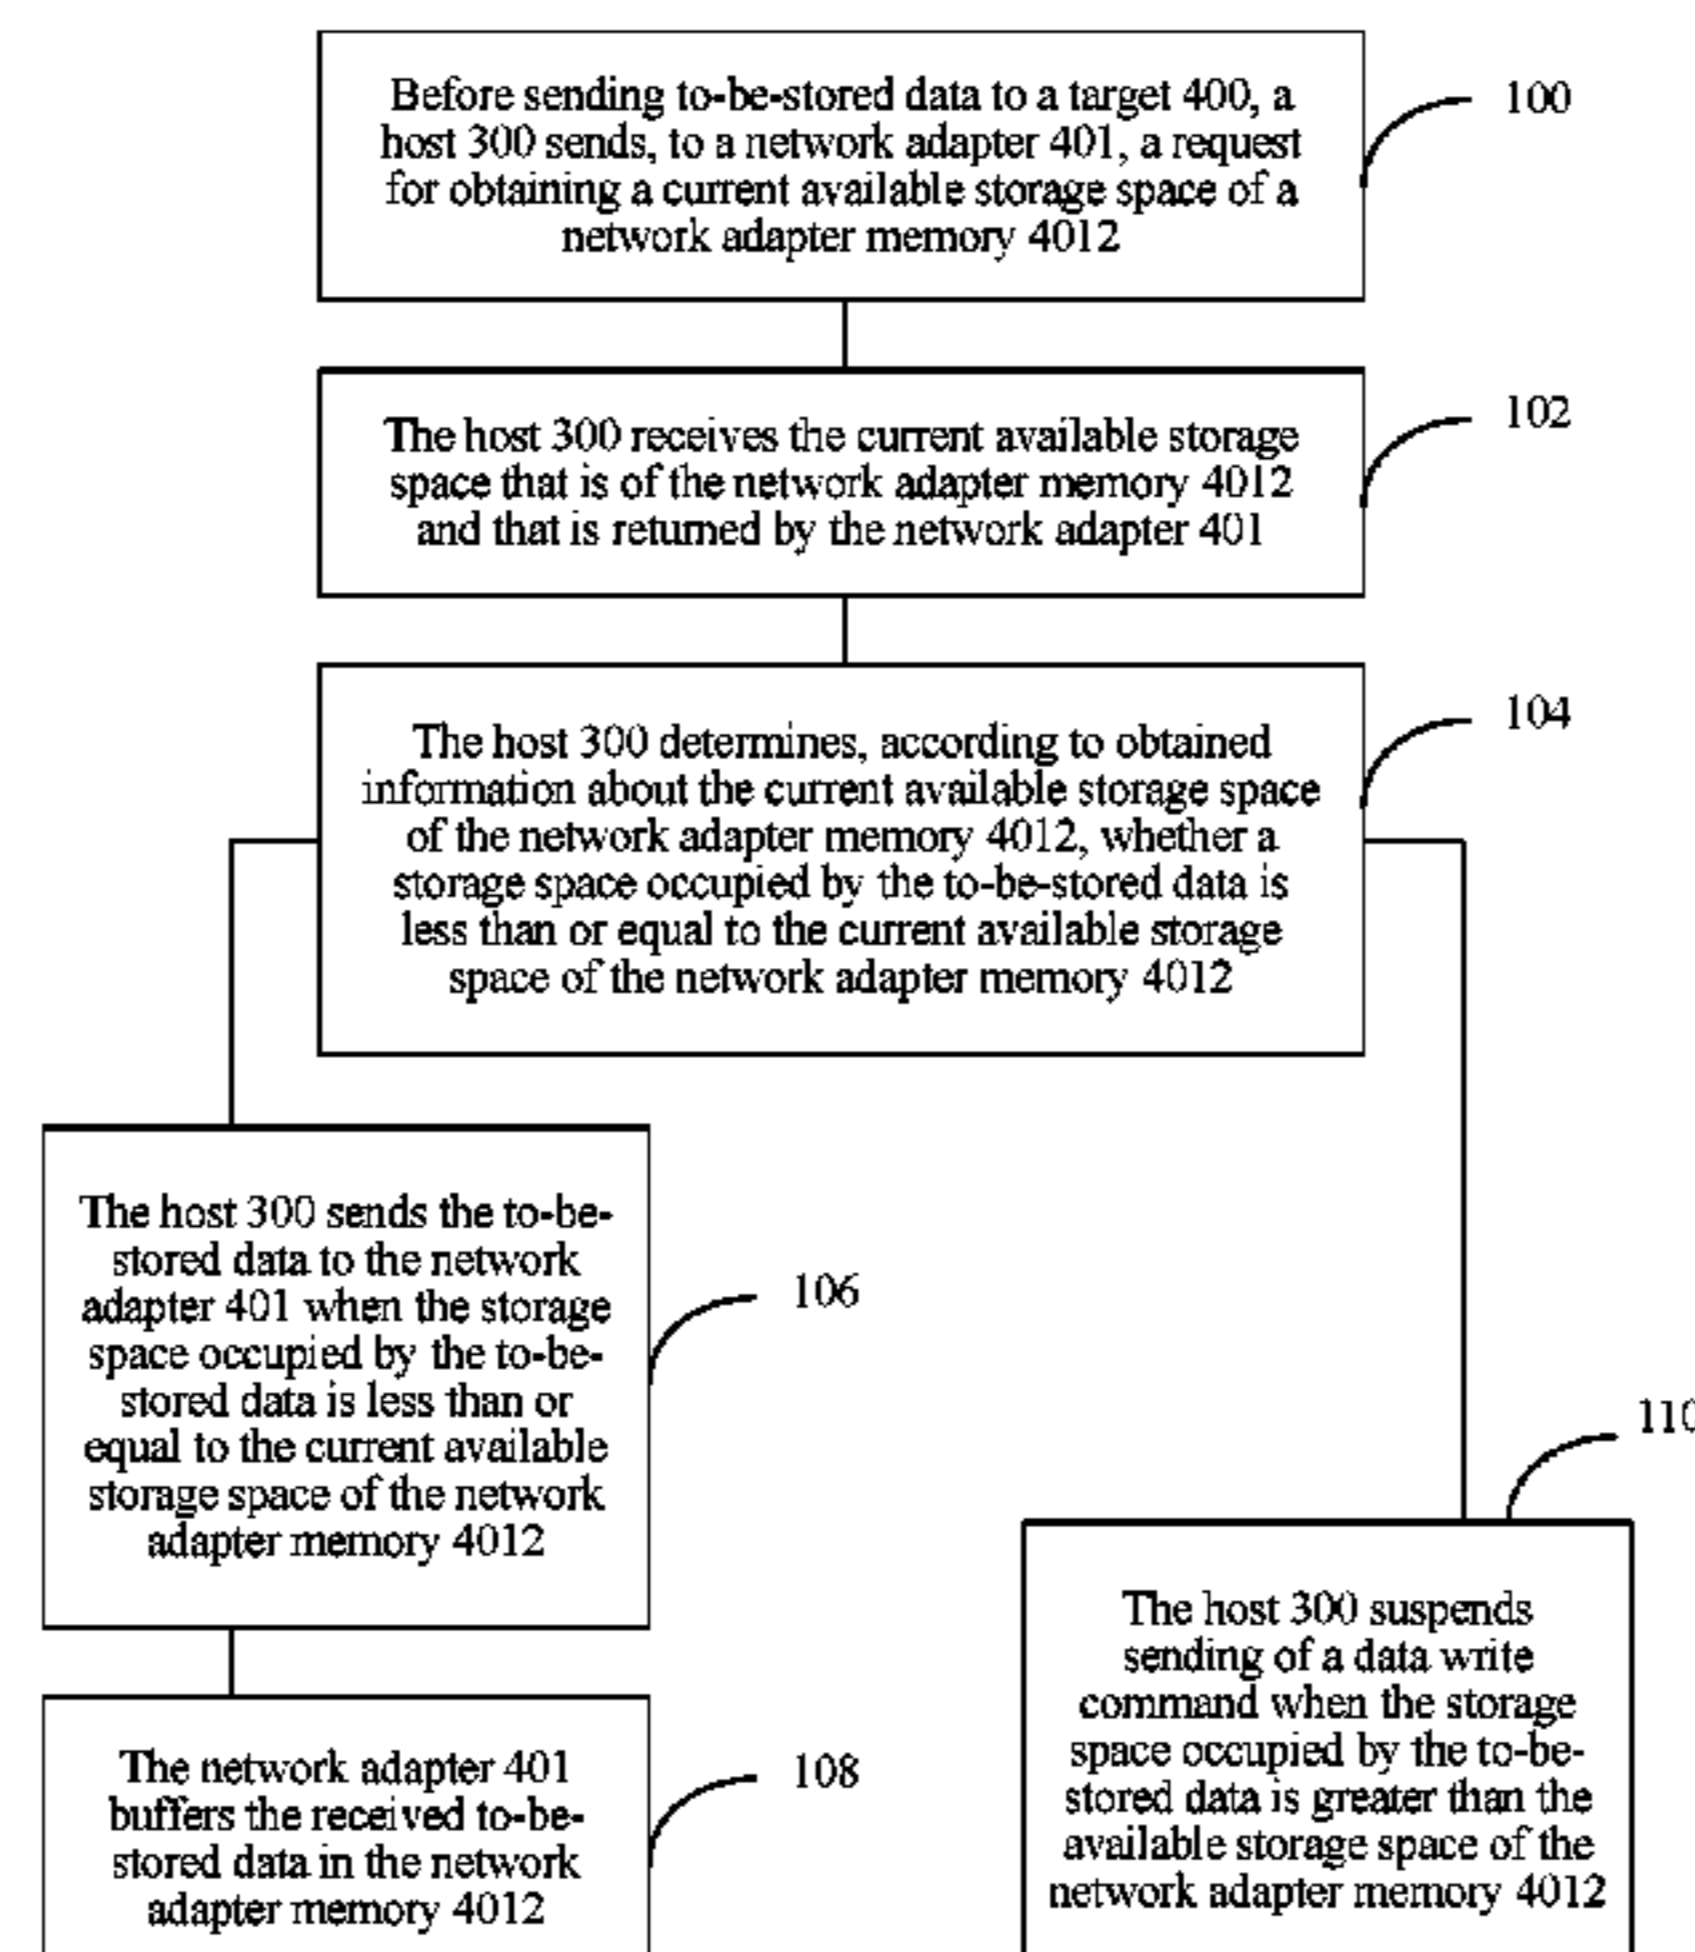 Before sending to-be-stored data to a target 400, a
host 300 sends, to a network adapter 401, a request
for obtaining a current available storage space of a
network adapter memory 4012
100
The host 300 receives the current available storage
space that is of the network adapter memory 4012
and that is returned by the network adapter 401
102
The host 300 determines, according to obtained
information about the current available storage space
of the network adapter memory 4012, whether a
storage space occupied by the to-be-stored data is
less than or equal to the current available storage
space of the network adapter memory 4012
104
The host 300 sends the to-be-
stored data to the network
adapter 401 when the storage
space occupied by the to-be-
stored data is less than or
equal to the current available
storage space of the network
adapter memory 4012
106
The network adapter 401
buffers the received to-be-
stored data in the network
adapter memory 4012
108
110
The host 300 suspends
sending of a data write
command when the storage
space occupied by the to-be-
stored data is greater than the
available storage space of the
network adapter memory 4012